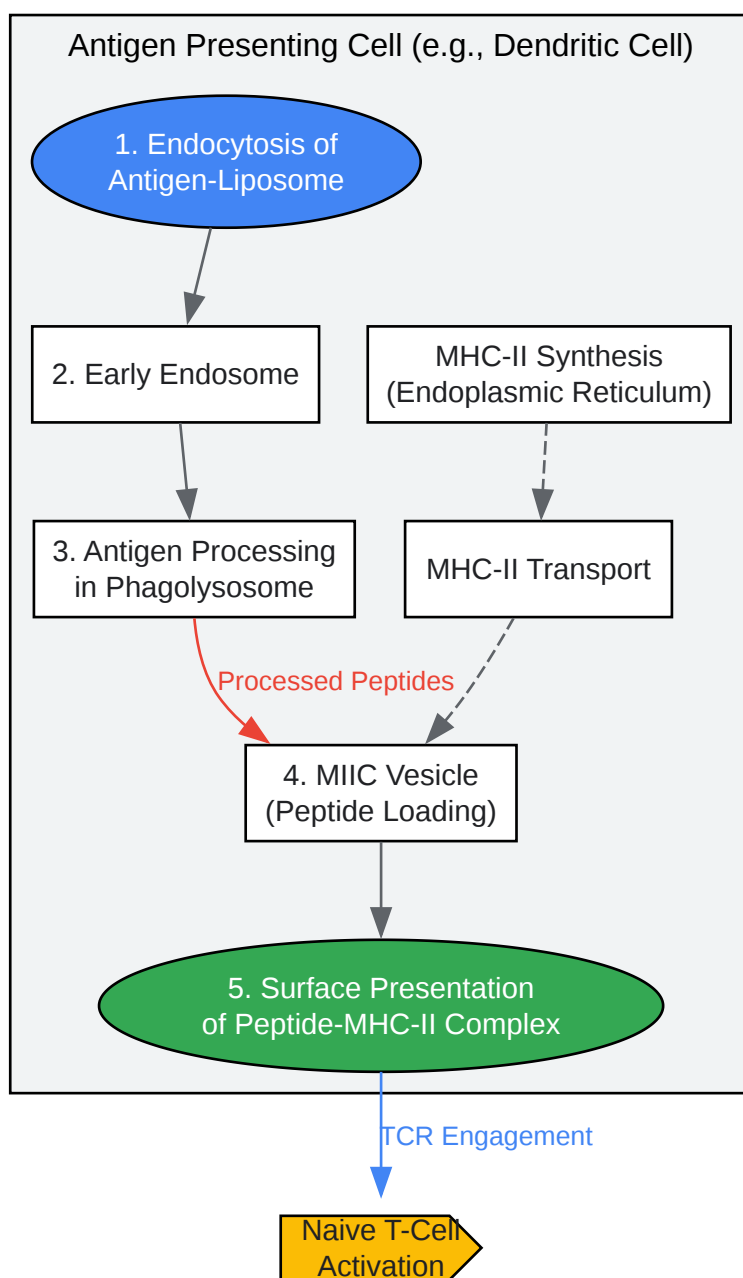 Antigen Presenting Cell (e.g., Dendritic Cell)
1. Endocytosis of
Antigen-Liposome
2. Early Endosome
MHC-II Synthesis
(Endoplasmic Reticulum)
3. Antigen Processing
in Phagolysosome
MHC-II Transport
Processed Peptides
4. MIIC Vesicle
(Peptide Loading)
5. Surface Presentation
of Peptide-MHC-II Complex
TCR Engagement
Naive T-Cell
Activation